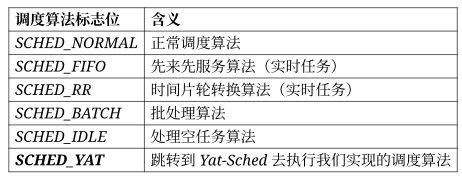 调度算法标志位 含义
SCHED_NORMAL 正常调度算法
SCHED_FIFO 先来先服务算法（实时任务）
SCHED_RR 时间片轮转换算法（实时任务）
SCHED_BATCH 批处理算法
SCHED_IDLE 处理空任务算法
SCHED_YAT 跳转到 Yat-Sched 去执行我们实现的调度算法